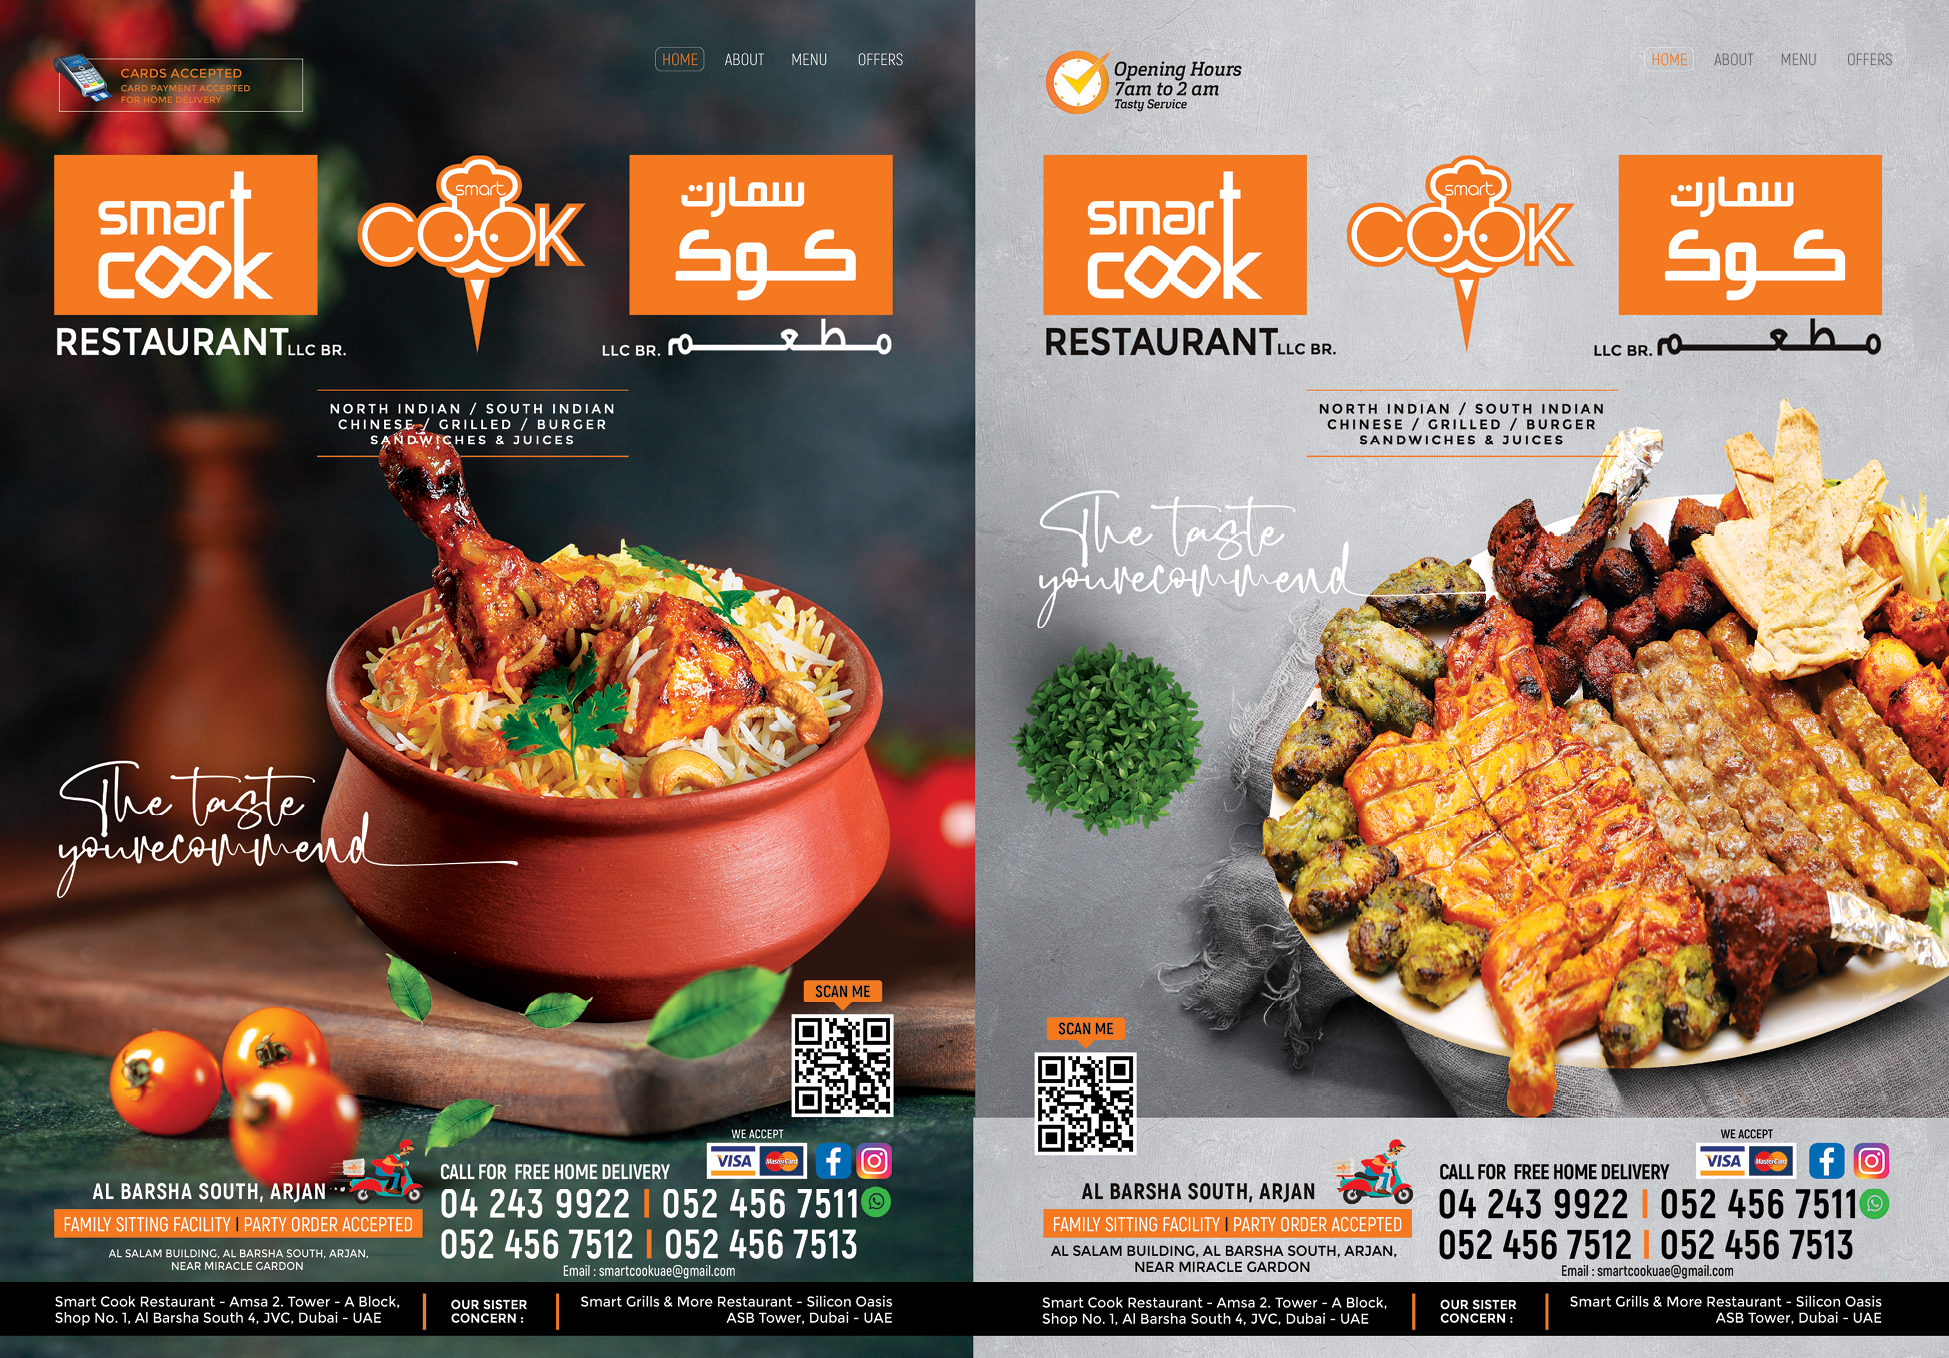 CARDS ACCEPTED
CARD PAYMENT ACCEPTED
FOR HOME DELIVERY
HOME ABOUT MENU OFFERS
smart
cook
RESTAURANT LLC BR.
smart
COOK
سمارت
كوك
LLC BR. مطعم
NORTH INDIAN / SOUTH INDIAN
CHINESE / GRILLED / BURGER
SANDWICHES & JUICES
The taste
yourecommend
SCAN ME
WE ACCEPT
VISA MasterCard
AL BARSHA SOUTH, ARJAN
FAMILY SITTING FACILITY | PARTY ORDER ACCEPTED
AL SALAM BUILDING, AL BARSHA SOUTH, ARJAN,
NEAR MIRACLE GARDON
CALL FOR FREE HOME DELIVERY
04 243 9922 | 052 456 7511
052 456 7512 | 052 456 7513
Email : smartcookuae@gmail.com
Smart Cook Restaurant - Amsa 2. Tower - A Block,
Shop No. 1, Al Barsha South 4, JVC, Dubai - UAE
OUR SISTER
CONCERN :
Smart Grills & More Restaurant - Silicon Oasis
ASB Tower, Dubai - UAE
Opening Hours
7am to 2 am
Tasty Service
HOME ABOUT MENU OFFERS
smart
cook
RESTAURANT LLC BR.
smart
COOK
سمارت
كوك
LLC BR. مطعم
NORTH INDIAN / SOUTH INDIAN
CHINESE / GRILLED / BURGER
SANDWICHES & JUICES
The taste
yourecommend
SCAN ME
WE ACCEPT
VISA MasterCard
AL BARSHA SOUTH, ARJAN
FAMILY SITTING FACILITY | PARTY ORDER ACCEPTED
AL SALAM BUILDING, AL BARSHA SOUTH, ARJAN,
NEAR MIRACLE GARDON
CALL FOR FREE HOME DELIVERY
04 243 9922 | 052 456 7511
052 456 7512 | 052 456 7513
Email : smartcookuae@gmail.com
Smart Cook Restaurant - Amsa 2. Tower - A Block,
Shop No. 1, Al Barsha South 4, JVC, Dubai - UAE
OUR SISTER
CONCERN :
Smart Grills & More Restaurant - Silicon Oasis
ASB Tower, Dubai - UAE